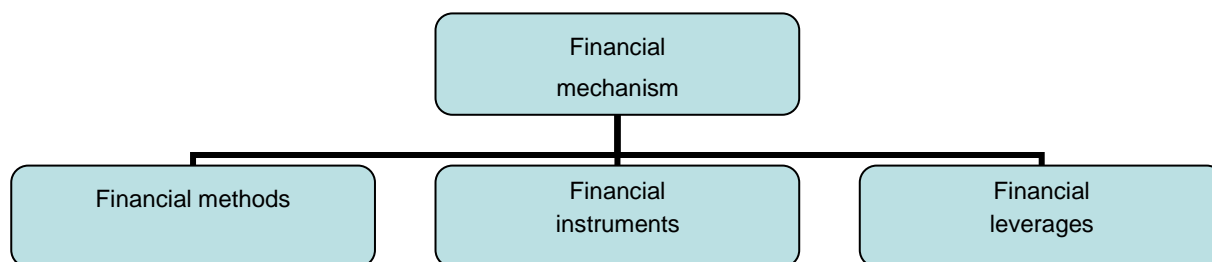 Financial
mechanism
Financial methods
Financial
instruments
Financial
leverages